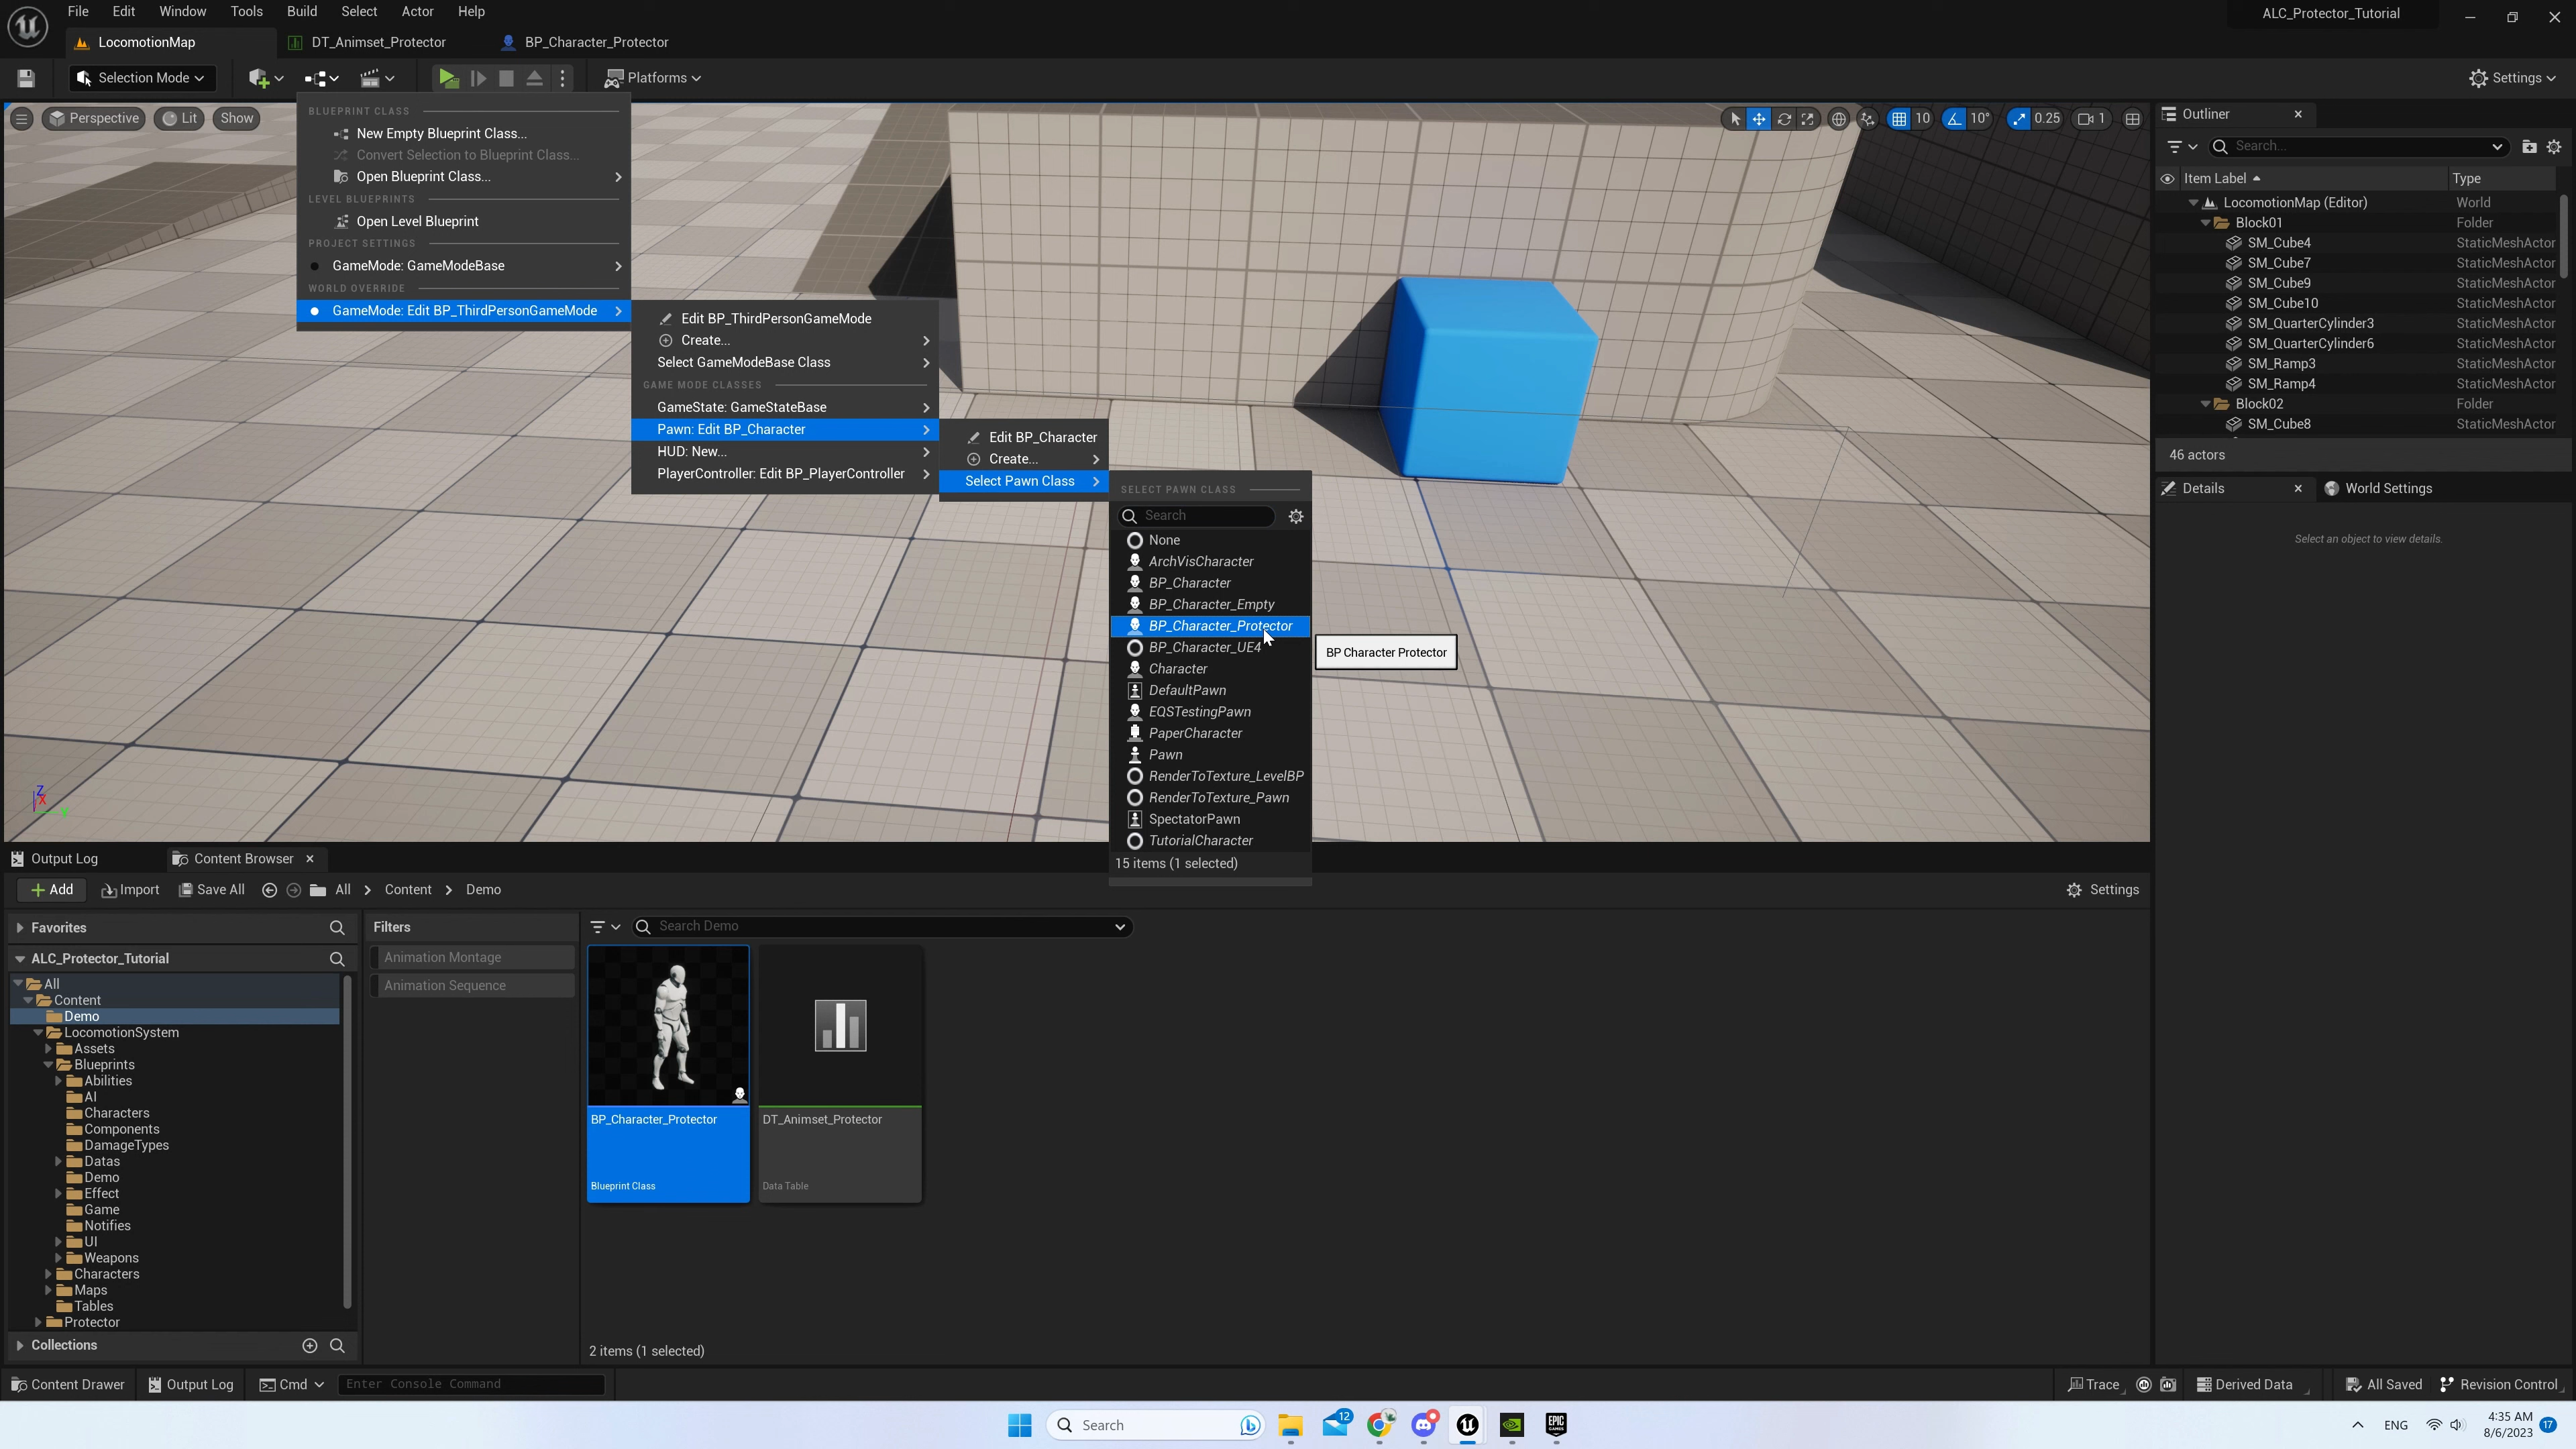 File Edit Window Tools Build Select Actor Help
ALC_Protector_Tutorial
LocomotionMap
DT_Animset_Protector
BP_Character_Protector
Selection Mode
Platforms
Settings
Perspective
Lit
Show
10
10°
0.25
1
BLUEPRINT CLASS
New Empty Blueprint Class...
Convert Selection to Blueprint Class...
Open Blueprint Class...
LEVEL BLUEPRINTS
Open Level Blueprint
PROJECT SETTINGS
GameMode: GameModeBase
WORLD OVERRIDE
GameMode: Edit BP_ThirdPersonGameMode
Edit BP_ThirdPersonGameMode
Create...
Select GameModeBase Class
GAME MODE CLASSES
GameState: GameStateBase
Pawn: Edit BP_Character
HUD: New...
PlayerController: Edit BP_PlayerController
Edit BP_Character
Create...
Select Pawn Class
SELECT PAWN CLASS
Search
None
ArchVisCharacter
BP_Character
BP_Character_Empty
BP_Character_Protector
BP_Character_UE4
Character
DefaultPawn
EQSTestingPawn
PaperCharacter
Pawn
RenderToTexture_LevelBP
RenderToTexture_Pawn
SpectatorPawn
TutorialCharacter
15 items (1 selected)
BP Character Protector
Z
X
Y
Outliner
Search...
Item Label Type
LocomotionMap (Editor) World
Block01 Folder
SM_Cube4 StaticMeshActor
SM_Cube7 StaticMeshActor
SM_Cube9 StaticMeshActor
SM_Cube10 StaticMeshActor
SM_QuarterCylinder3 StaticMeshActor
SM_QuarterCylinder6 StaticMeshActor
SM_Ramp3 StaticMeshActor
SM_Ramp4 StaticMeshActor
Block02 Folder
SM_Cube8 StaticMeshActor
46 actors
Details
World Settings
Select an object to view details.
Output Log
Content Browser
Add
Import
Save All
All
Content
Demo
Settings
Favorites
ALC_Protector_Tutorial
All
Content
Demo
LocomotionSystem
Assets
Blueprints
Abilities
AI
Characters
Components
DamageTypes
Datas
Demo
Effect
Game
Notifies
UI
Weapons
Characters
Maps
Tables
Protector
Collections
Filters
Animation Montage
Animation Sequence
Search Demo
BP_Character_Protector
Blueprint Class
DT_Animset_Protector
Data Table
2 items (1 selected)
Content Drawer
Output Log
Cmd
Enter Console Command
Trace
Derived Data
All Saved
Revision Control
Search
12
EPIC
GAMES
ENG
4:35 AM
8/6/2023
17